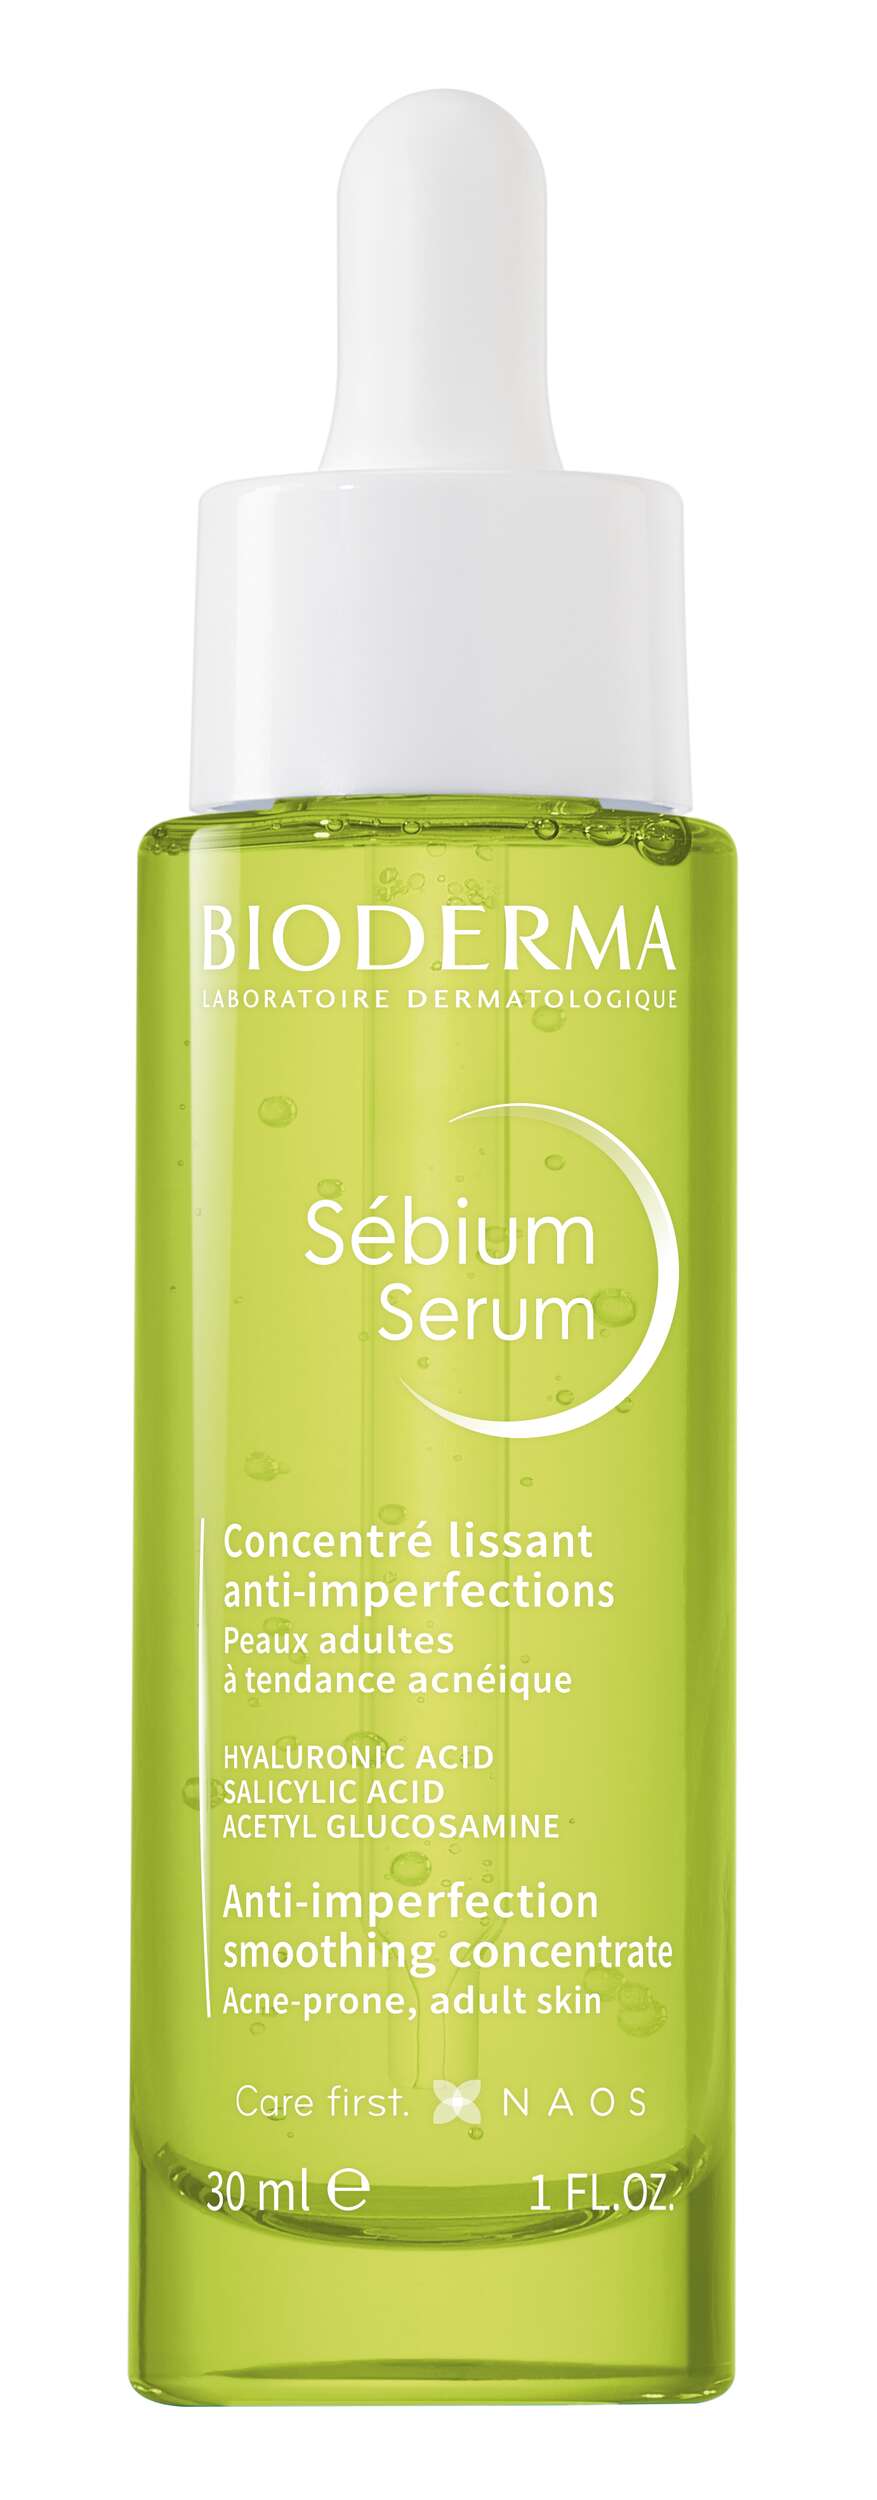 BIODERMA
LABORATOIRE DERMATOLOGIQUE
Sébium
Serum
Concentré lissant
anti-imperfections
Peaux adultes
à tendance acnéique
HYALURONIC ACID
SALICYLIC ACID
ACETYL GLUCOSAMINE
Anti-imperfection
smoothing concentrate
Acne-prone, adult skin
Care first. NAOS
30 ml ℮ 1 FL.OZ.